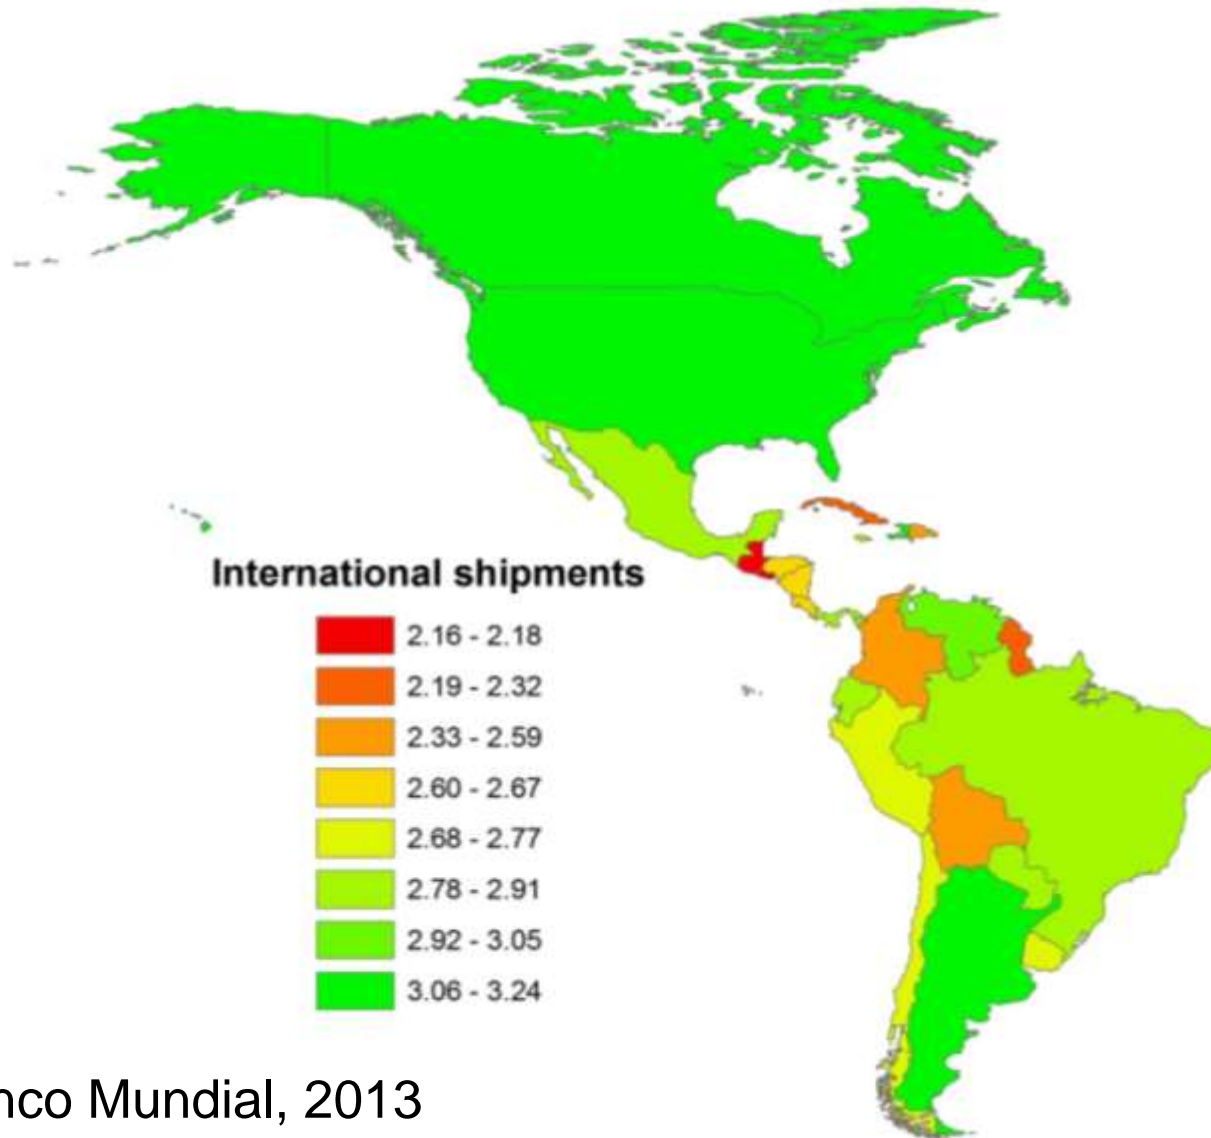 International shipments
2.16 - 2.18
2.19 - 2.32
2.33 - 2.59
2.60 - 2.67
2.68 - 2.77
2.78 - 2.91
2.92 - 3.05
3.06 - 3.24
nco Mundial, 2013